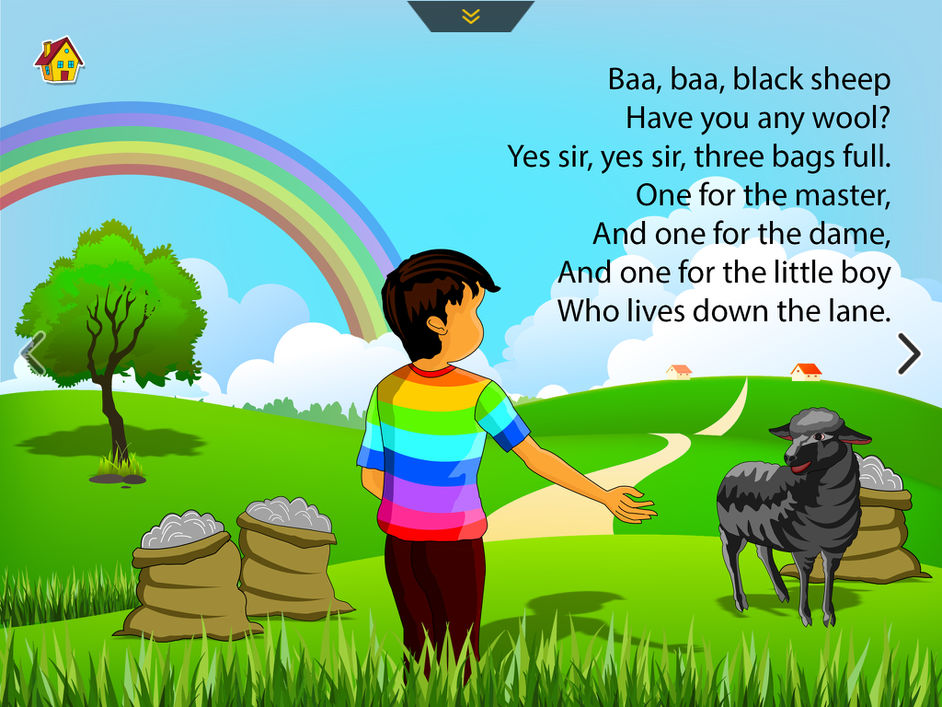 Baa, baa, black sheep
Have you any wool?
Yes sir, yes sir, three bags full.
One for the master,
And one for the dame,
And one for the little boy
Who lives down the lane.